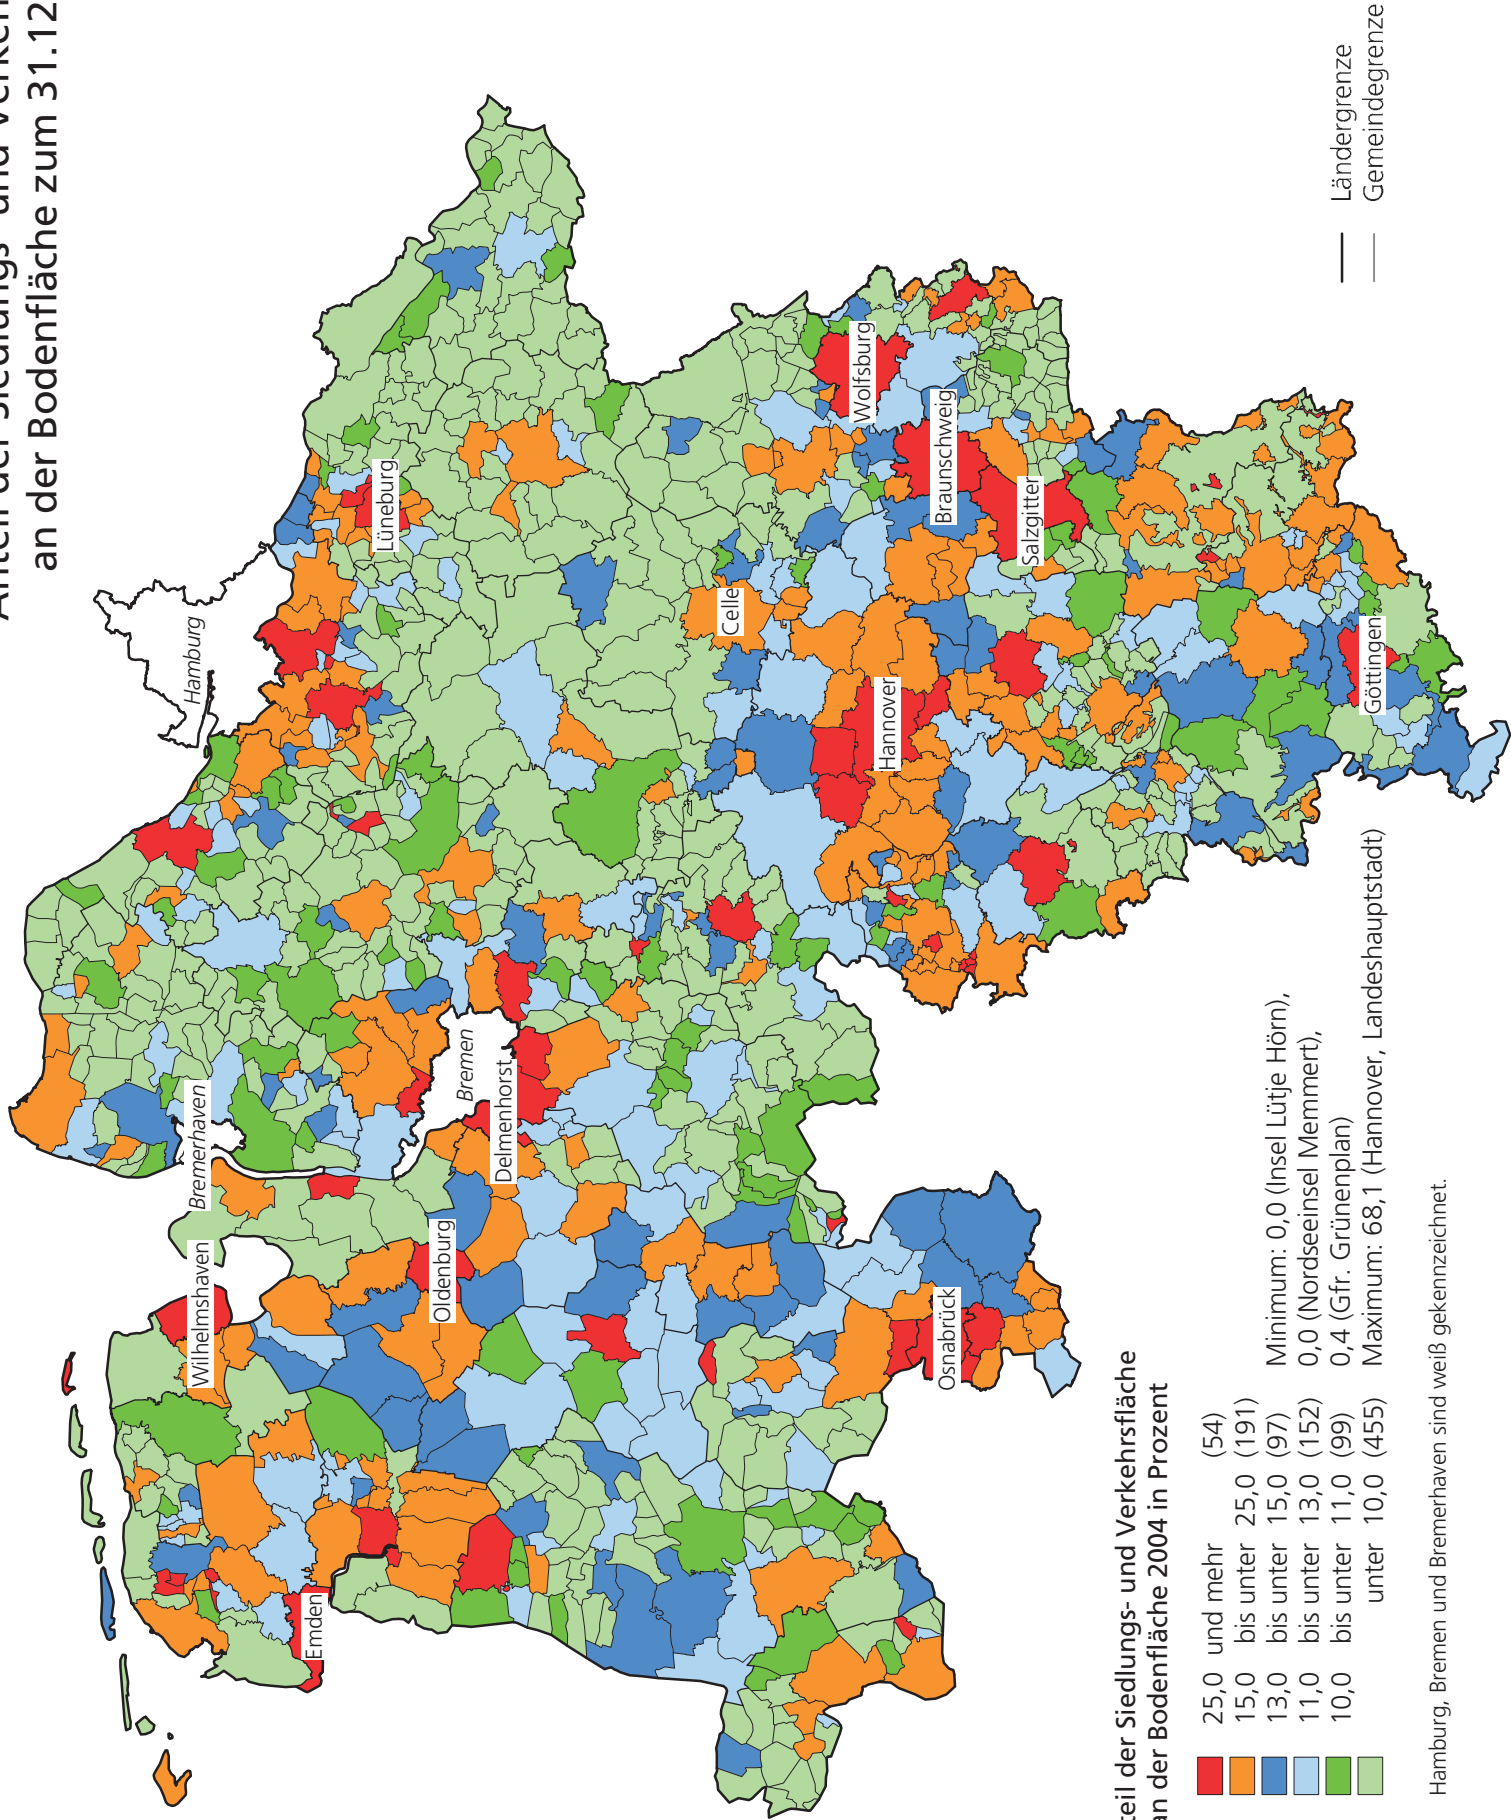 an der Bodenfläche zum 31.12
Hamburg
Lüneburg
Bremerhaven
Wilhelmshaven
Emden
Bremen
Delmenhorst
Oldenburg
Celle
Wolfsburg
Braunschweig
Salzgitter
Hannover
Osnabrück
Göttingen
Ländergrenze
Gemeindegrenze
teil der Siedlungs- und Verkehrsfläche
an der Bodenfläche 2004 in Prozent
25,0 und mehr (54)
15,0 bis unter 25,0 (191)
13,0 bis unter 15,0 (97)
11,0 bis unter 13,0 (152)
10,0 bis unter 11,0 (99)
unter 10,0 (455)
Minimum: 0,0 (Insel Lütje Hörn),
0,0 (Nordseeinsel Memmert),
0,4 (Gfr. Grünenplan)
Maximum: 68,1 (Hannover, Landeshauptstadt)
Hamburg, Bremen und Bremerhaven sind weiß gekennzeichnet.